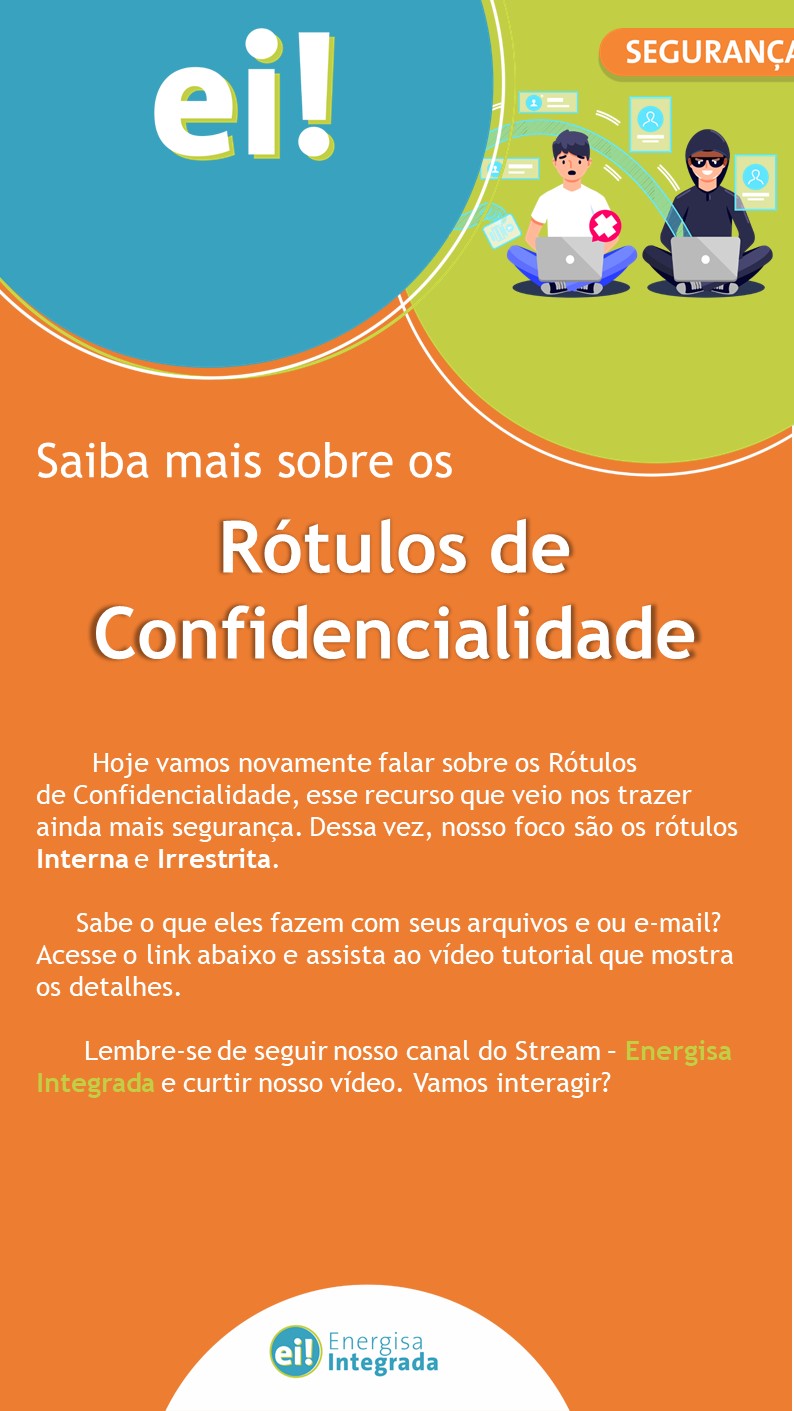 ei!
SEGURANÇA
Saiba mais sobre os
Rótulos de
Confidencialidade
Hoje vamos novamente falar sobre os Rótulos
de Confidencialidade, esse recurso que veio nos trazer
ainda mais segurança. Dessa vez, nosso foco são os rótulos
Interna e Irrestrita.
Sabe o que eles fazem com seus arquivos e ou e-mail?
Acesse o link abaixo e assista ao vídeo tutorial que mostra
os detalhes.
Lembre-se de seguir nosso canal do Stream – Energisa
Integrada e curtir nosso vídeo. Vamos interagir?
ei! Energisa
Integrada